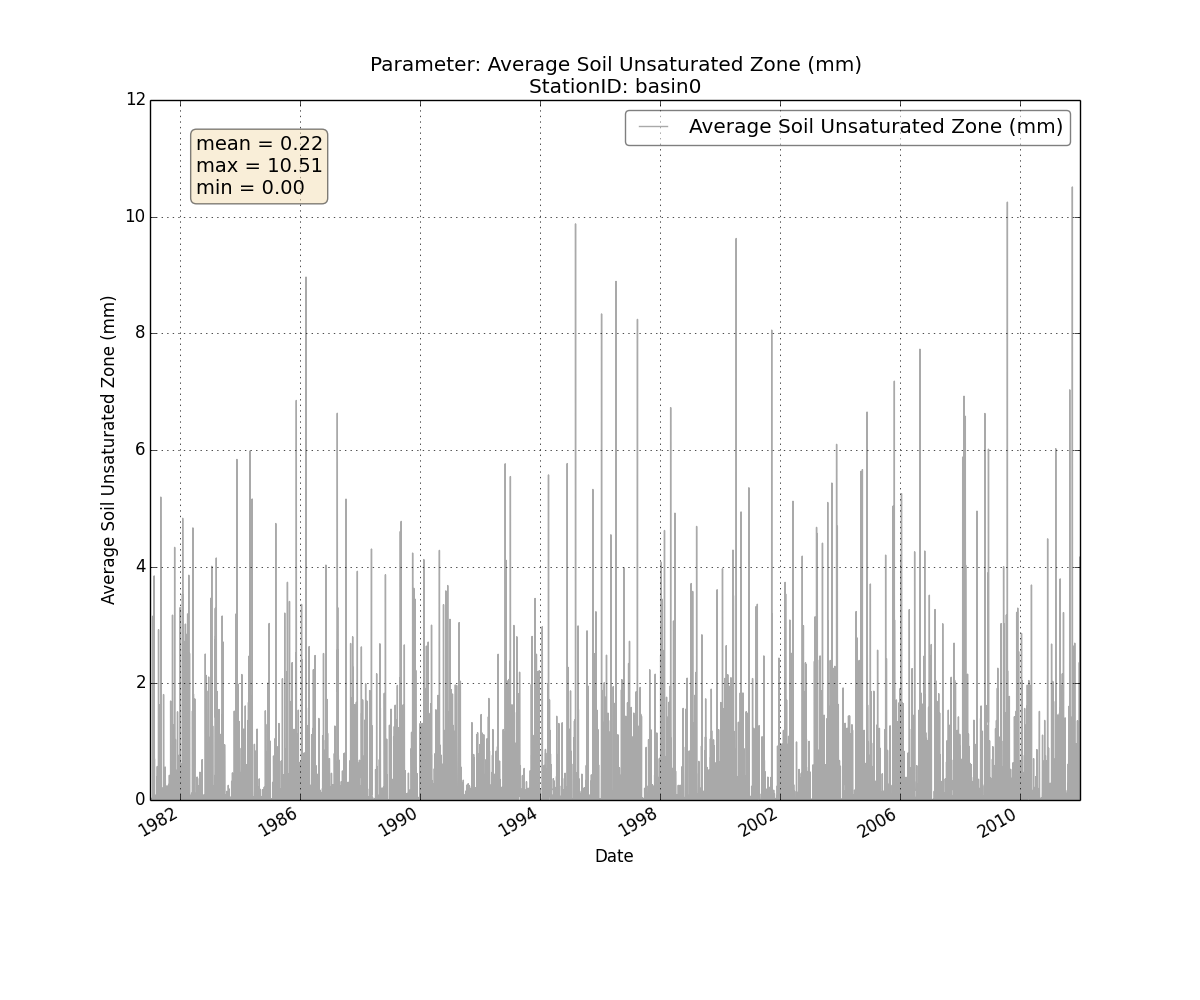 Parameter: Average Soil Unsaturated Zone (mm)
StationID: basin0
12
10
8
6
4
2
0
Average Soil Unsaturated Zone (mm)
mean = 0.22
max = 10.51
min = 0.00
Average Soil Unsaturated Zone (mm)
1982
1986
1990
1994
1998
2002
2006
2010
Date